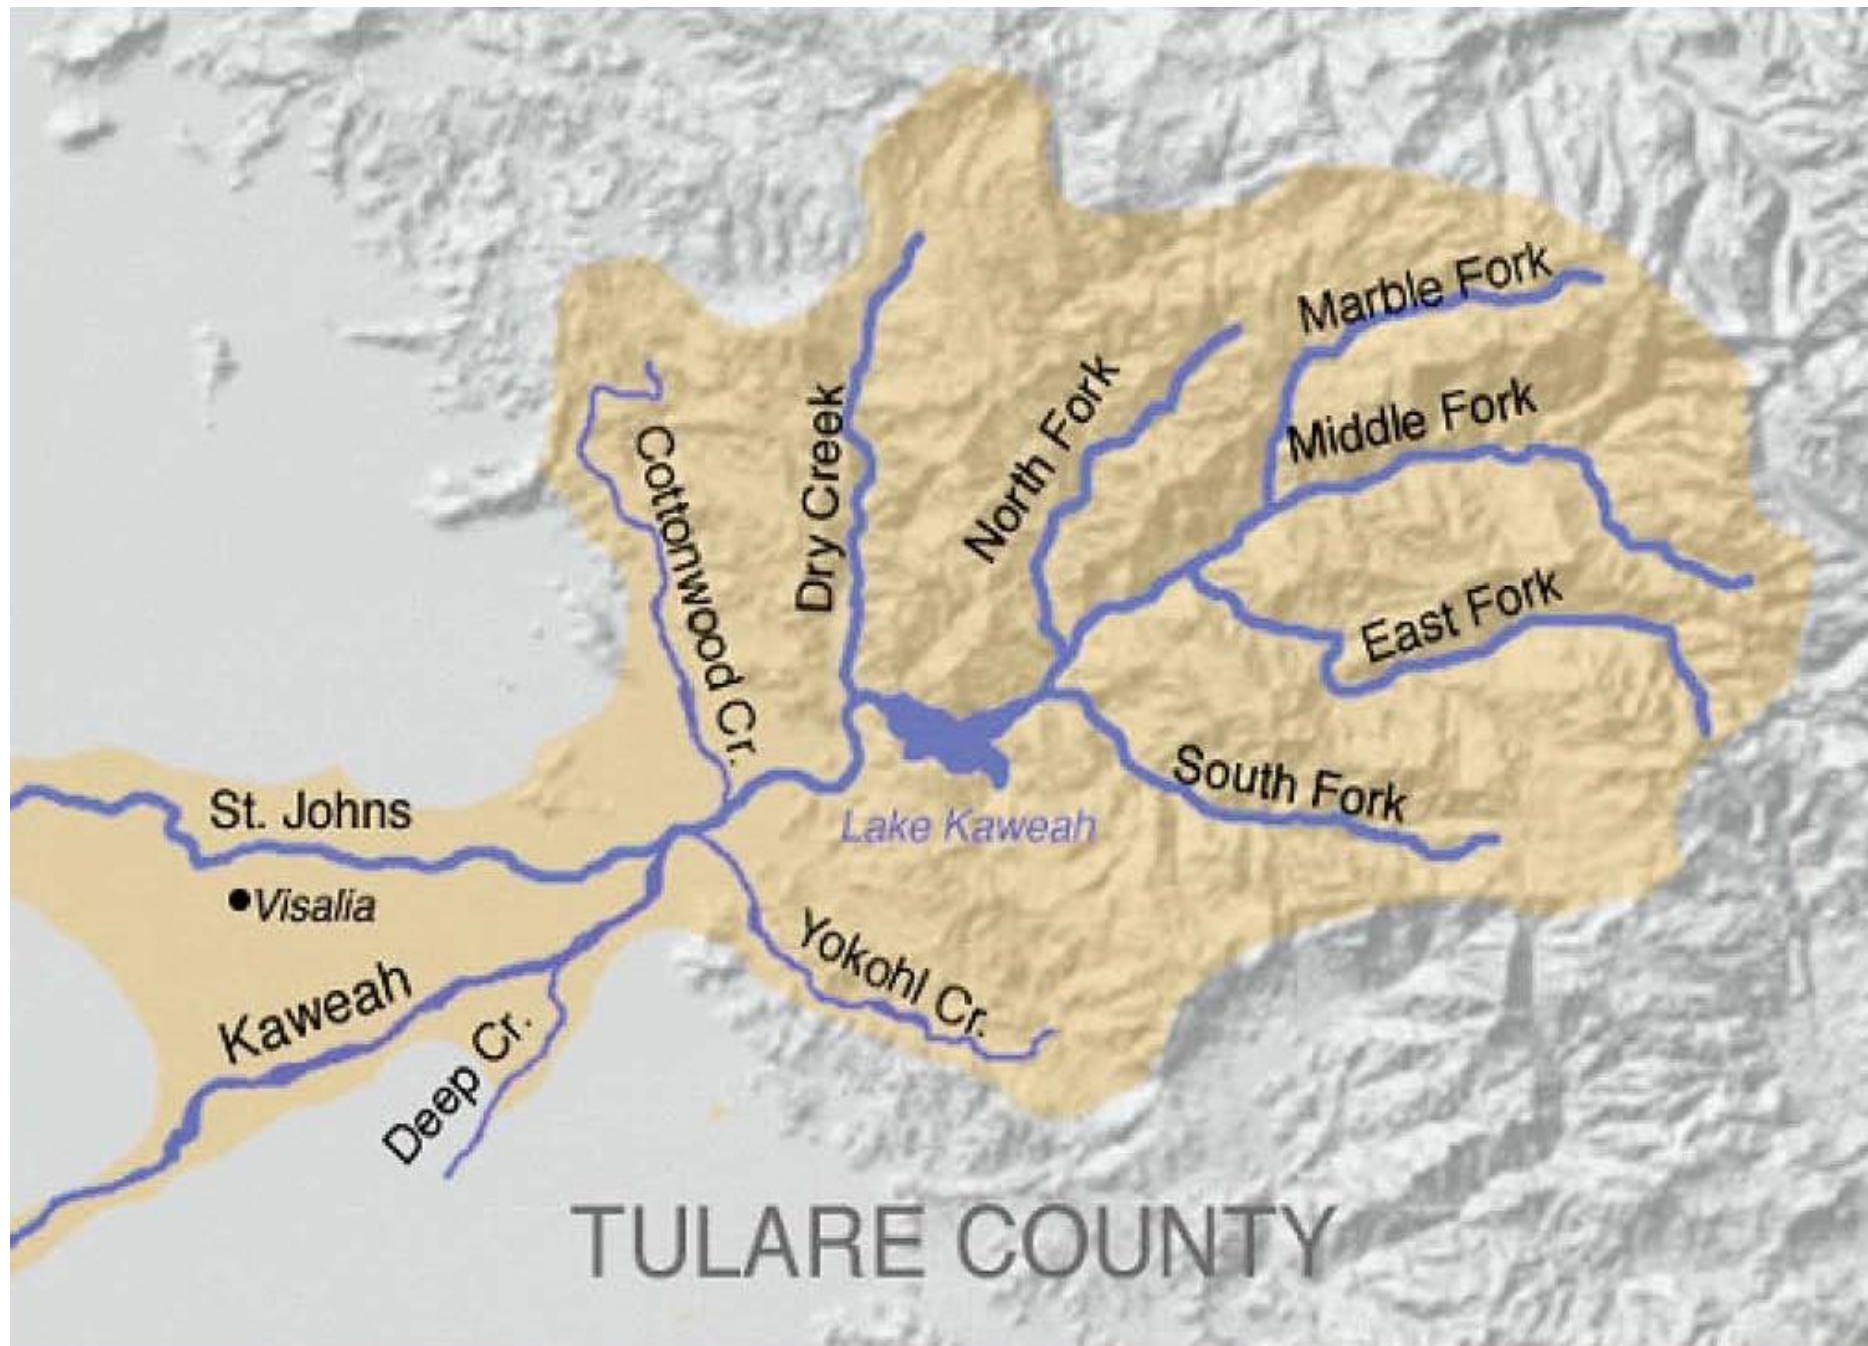 Marble Fork
Middle Fork
North Fork
Dry Creek
Cottonwood Cr.
East Fork
South Fork
Lake Kaweah
St. Johns
Visalia
Yokohl Cr.
Kaweah
Deep Cr.
TULARE COUNTY